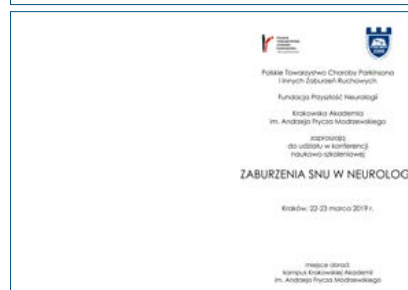 Polskie Towarzystwo Choroby Parkinsona
i Innych Zaburzeń Ruchowych
Fundacja Przyszłość Neurologii
Krakowska Akademia
im. Andrzeja Frycza Modrzewskiego
zapraszają
do udziału w konferencji
naukowo-szkoleniowej
ZABURZENIA SNU W NEUROLOG
Kraków, 22-23 marca 2019 r.
miejsce obrad:
kampus Krakowskiej Akademii
im. Andrzeja Frycza Modrzewskiego